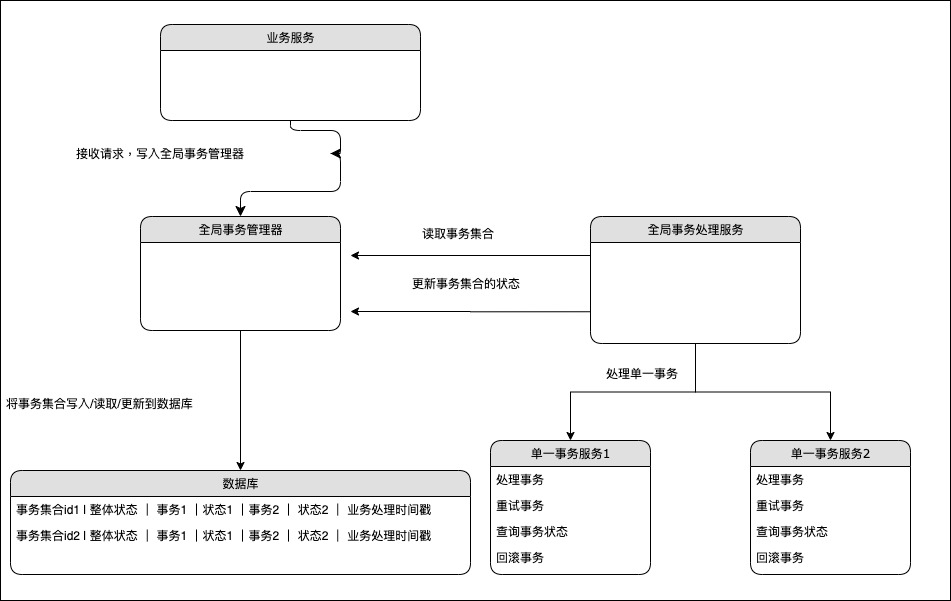 业务服务
接收请求，写入全局事务管理器
全局事务管理器
全局事务处理服务
读取事务集合
更新事务集合的状态
处理单一事务
将事务集合写入/读取/更新到数据库
单一事务服务1
处理事务
重试事务
查询事务状态
回滚事务
单一事务服务2
处理事务
重试事务
查询事务状态
回滚事务
数据库
事务集合id1 l 整体状态 ｜ 事务1 ｜状态1 ｜事务2 ｜ 状态2 ｜ 业务处理时间戳
事务集合id2 l 整体状态 ｜ 事务1 ｜状态1 ｜事务2 ｜ 状态2 ｜ 业务处理时间戳